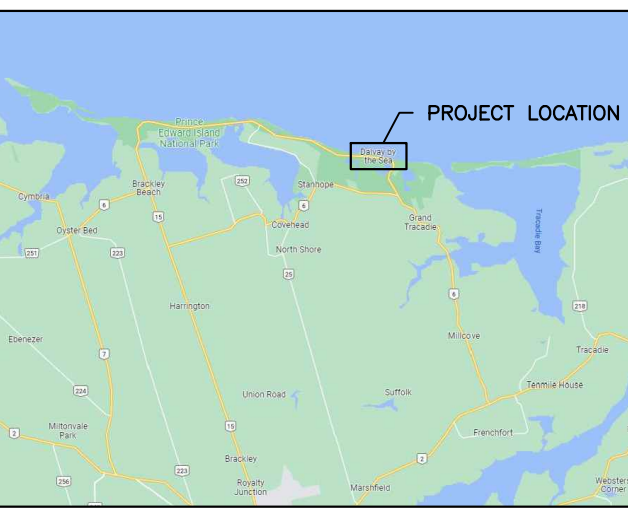 PROJECT LOCATION
Prince
Edward Island
National Park
Dalvay by
the Sea
Brackley
Beach
252
Stanhope
Cymbria
6
15
6
Grand
Tracadie
Oyster Bed
Covehead
Tracadie Bay
251
223
North Shore
25
6
218
Harrington
Ebenezer
7
Millcove
Tracadie
224
Union Road
Suffolk
Tenmile House
2
Miltonvale
Park
15
Frenchfort
223
Brackley
2
256
Royalty
Junction
Marshfield
Websters
Corner